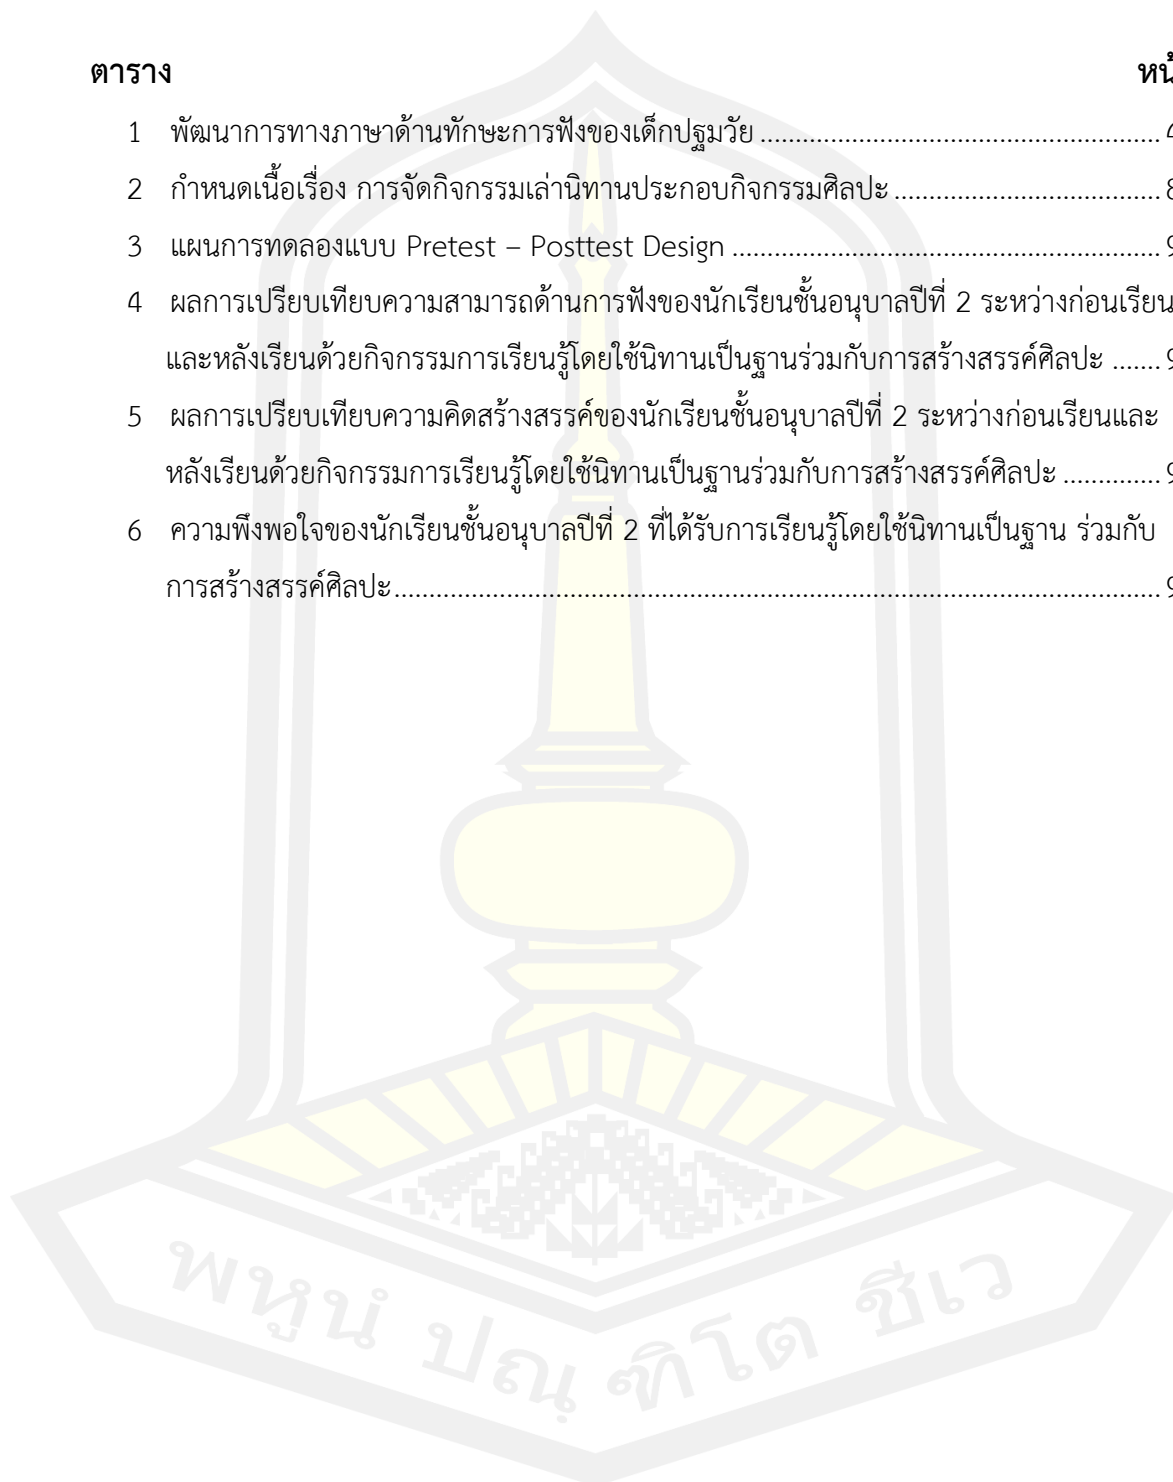 ตาราง
1 พัฒนาการทางภาษาด้านทักษะการฟังของเด็กปฐมวัย ........................................................
2 กำหนดเนื้อเรื่อง การจัดกิจกรรมเล่านิทานประกอบกิจกรรมศิลปะ ......................................
3 แผนการทดลองแบบ Pretest – Posttest Design .............................................................
4 ผลการเปรียบเทียบความสามารถด้านการฟังของนักเรียนชั้นอนุบาลปีที่ 2 ระหว่างก่อนเรียน
และหลังเรียนด้วยกิจกรรมการเรียนรู้โดยใช้นิทานเป็นฐานร่วมกับการสร้างสรรค์ศิลปะ .......
5 ผลการเปรียบเทียบความคิดสร้างสรรค์ของนักเรียนชั้นอนุบาลปีที่ 2 ระหว่างก่อนเรียนและ
หลังเรียนด้วยกิจกรรมการเรียนรู้โดยใช้นิทานเป็นฐานร่วมกับการสร้างสรรค์ศิลปะ ..............
6 ความพึงพอใจของนักเรียนชั้นอนุบาลปีที่ 2 ที่ได้รับการเรียนรู้โดยใช้นิทานเป็นฐาน ร่วมกับ
การสร้างสรรค์ศิลปะ.............................................................................................................
พหูนํ ปณฺฑิโต ชีเว